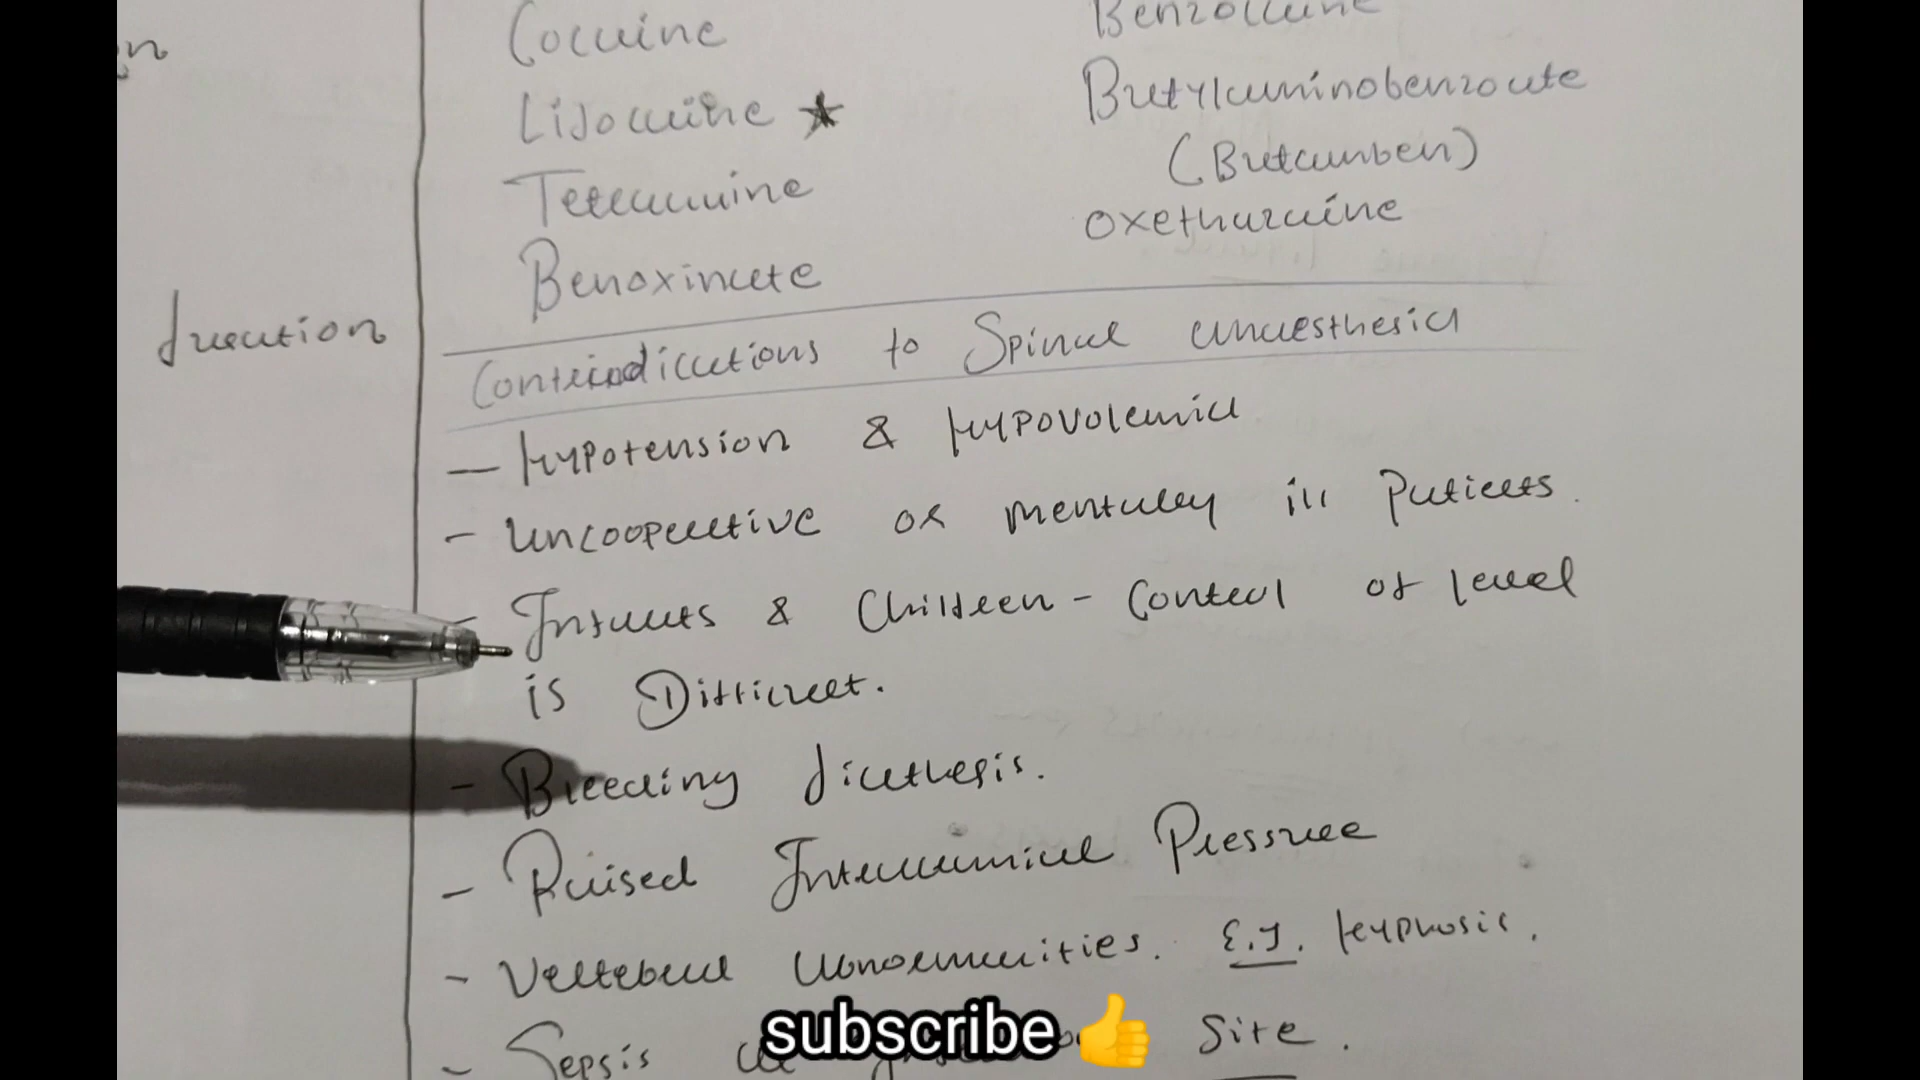 Cocaine
Lidocaine ★
Tetracaine
Benoxinate
Benzocaine
Butylaminobenzoate
(Butamben)
oxethazaine
duration
Contraindications to Spinal anaesthesia
— Hypotension & Hypovolemia
- Uncooperative or mentally ill Patients.
- Infants & Children - Control of level
is Difficult.
- Bleeding diathesis.
- Raised Intracranial Pressure
- Vertebral abnormalities. E.g. kyphosis.
- Sepsis Site.
subscribe 👍